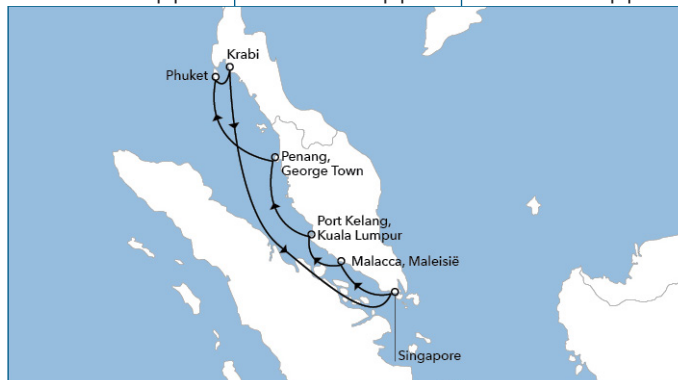 Krabi
Phuket
Penang,
George Town
Port Kelang,
Kuala Lumpur
Malacca, Maleisië
Singapore